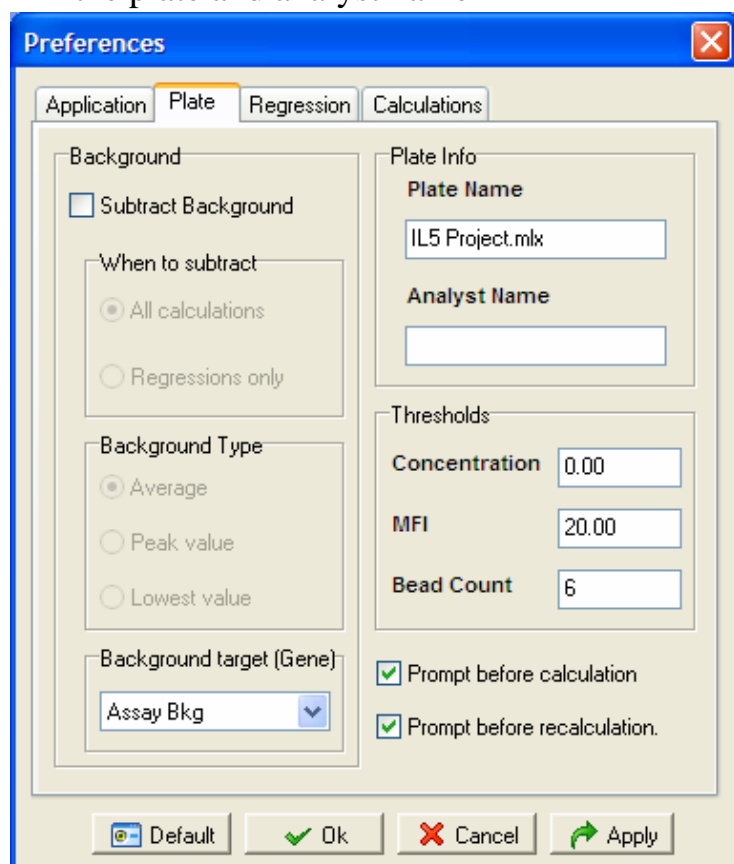 Preferences
Application Plate Regression Calculations
Background
Subtract Background
When to subtract
All calculations
Regressions only
Background Type
Average
Peak value
Lowest value
Background target (Gene)
Assay Bkg
Plate Info
Plate Name
IL5 Project.mlx
Analyst Name
Thresholds
Concentration 0.00
MFI 20.00
Bead Count 6
Prompt before calculation
Prompt before recalculation.
Default Ok Cancel Apply